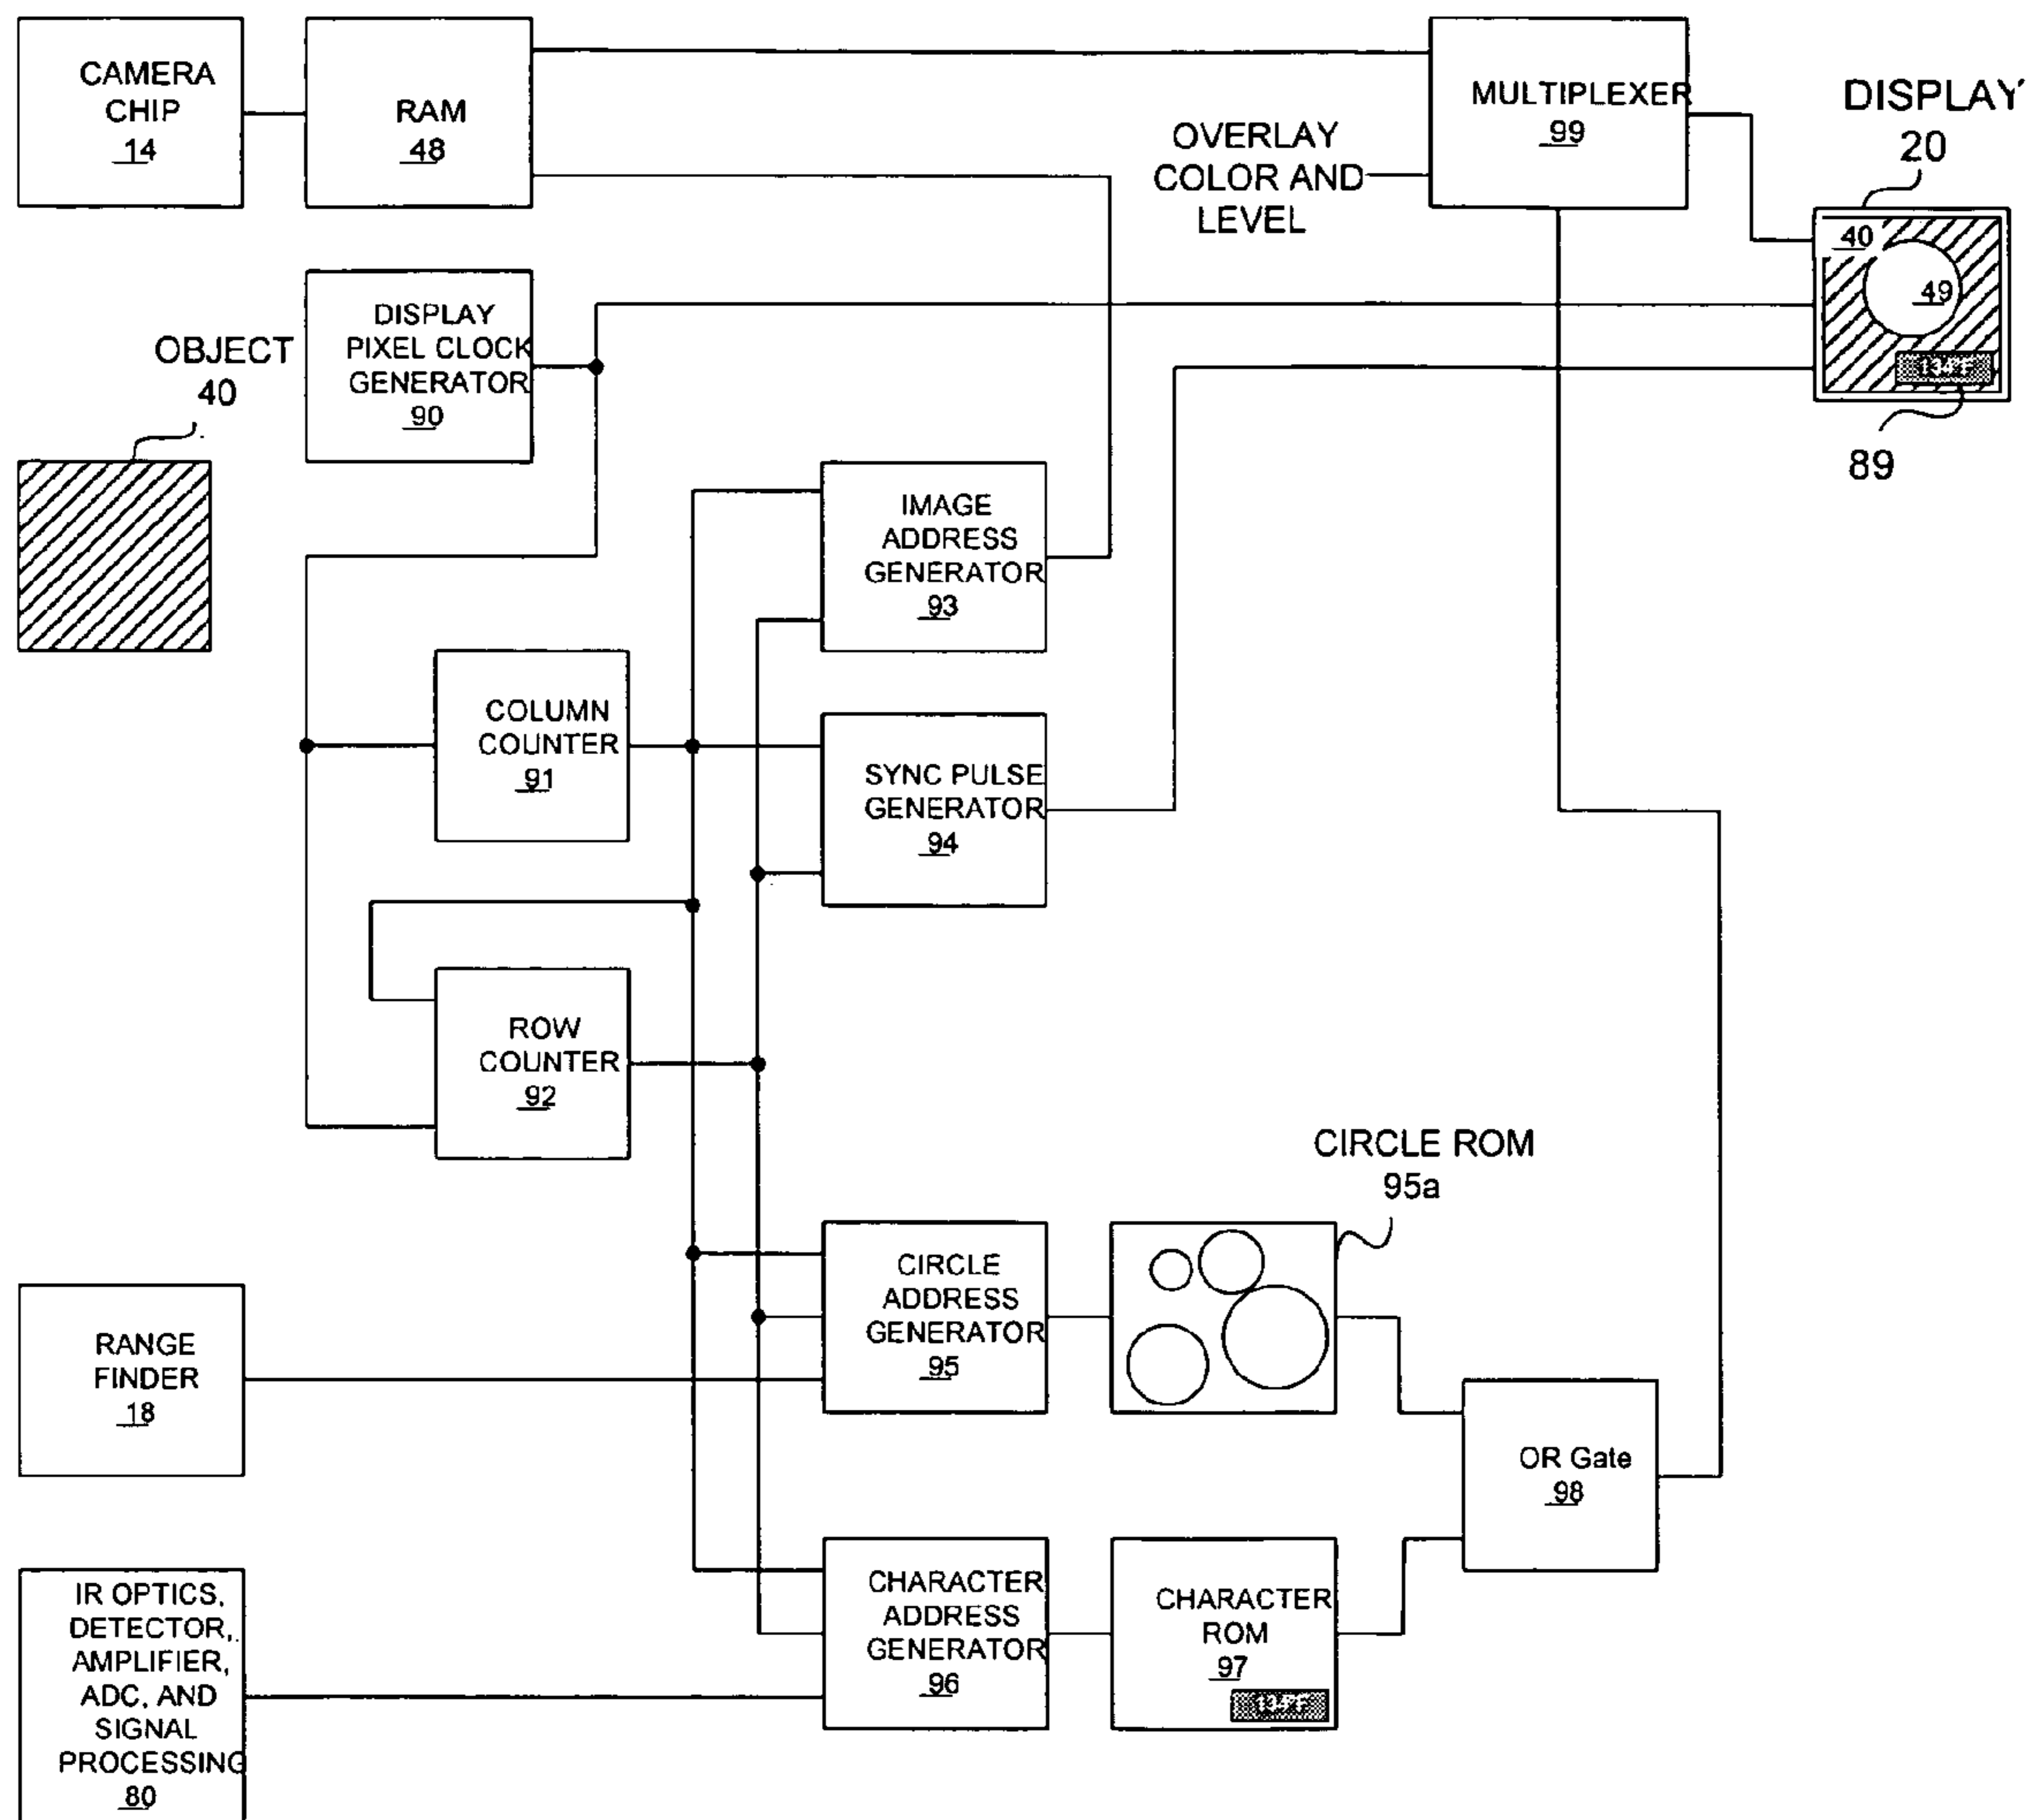 CAMERA
CHIP
14
RAM
48
MULTIPLEXER
99
OVERLAY
COLOR AND
LEVEL
DISPLAY
20
40
49
89
DISPLAY
PIXEL CLOCK
GENERATOR
90
OBJECT
40
IMAGE
ADDRESS
GENERATOR
93
COLUMN
COUNTER
91
SYNC PULSE
GENERATOR
94
ROW
COUNTER
92
CIRCLE ROM
95a
CIRCLE
ADDRESS
GENERATOR
95
RANGE
FINDER
18
OR Gate
98
IR OPTICS,
DETECTOR,
AMPLIFIER,
ADC, AND
SIGNAL
PROCESSING
80
CHARACTER
ADDRESS
GENERATOR
96
CHARACTER
ROM
97